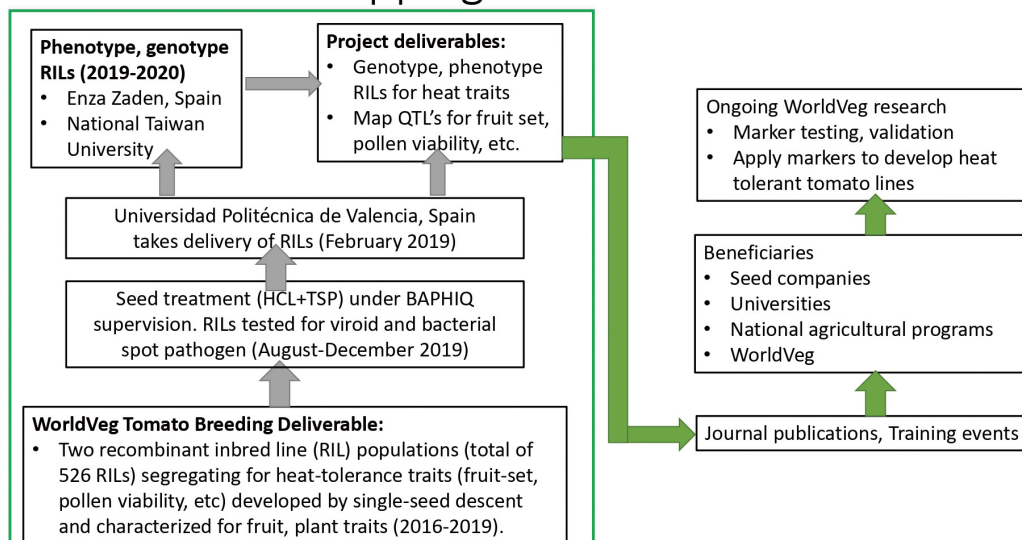 Phenotype, genotype
RILs (2019-2020)
• Enza Zaden, Spain
• National Taiwan
University
Project deliverables:
• Genotype, phenotype
RILs for heat traits
• Map QTL's for fruit set,
pollen viability, etc.
Universidad Politécnica de Valencia, Spain
takes delivery of RILs (February 2019)
Seed treatment (HCL+TSP) under BAPHIQ
supervision. RILs tested for viroid and bacterial
spot pathogen (August-December 2019)
WorldVeg Tomato Breeding Deliverable:
• Two recombinant inbred line (RIL) populations (total of
526 RILs) segregating for heat-tolerance traits (fruit-set,
pollen viability, etc) developed by single-seed descent
and characterized for fruit, plant traits (2016-2019).
Ongoing WorldVeg research
• Marker testing, validation
• Apply markers to develop heat
tolerant tomato lines
Beneficiaries
• Seed companies
• Universities
• National agricultural programs
• WorldVeg
Journal publications, Training events